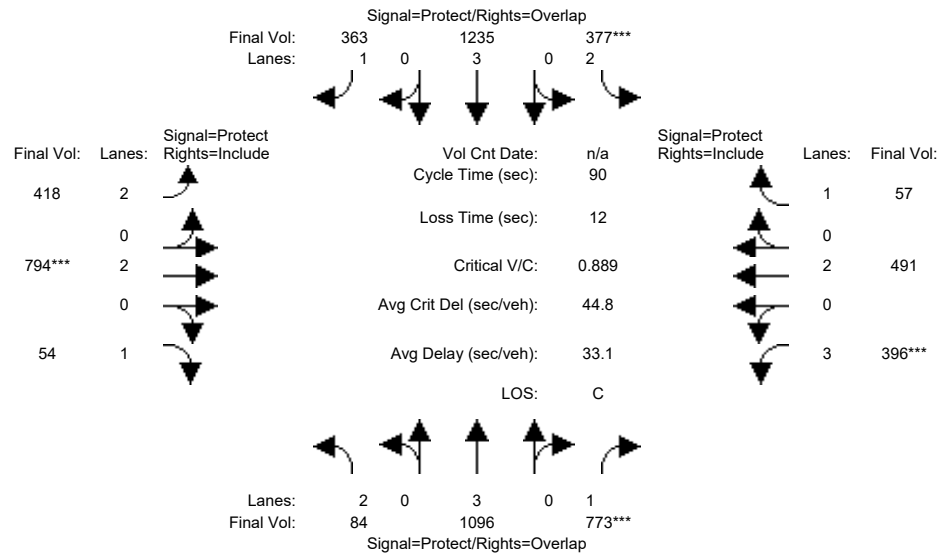 Signal=Protect/Rights=Overlap
Final Vol: 363 1235 377***
Lanes: 1 0 3 0 2
Signal=Protect
Final Vol: Lanes: Rights=Include
Vol Cnt Date: n/a
Signal=Protect
Rights=Include Lanes: Final Vol:
Cycle Time (sec): 90
418 2
1 57
Loss Time (sec): 12
0
0
794*** 2
Critical V/C: 0.889
2 491
0
Avg Crit Del (sec/veh): 44.8
0
54 1
Avg Delay (sec/veh): 33.1
3 396***
LOS: C
Lanes: 2 0 3 0 1
Final Vol: 84 1096 773***
Signal=Protect/Rights=Overlap